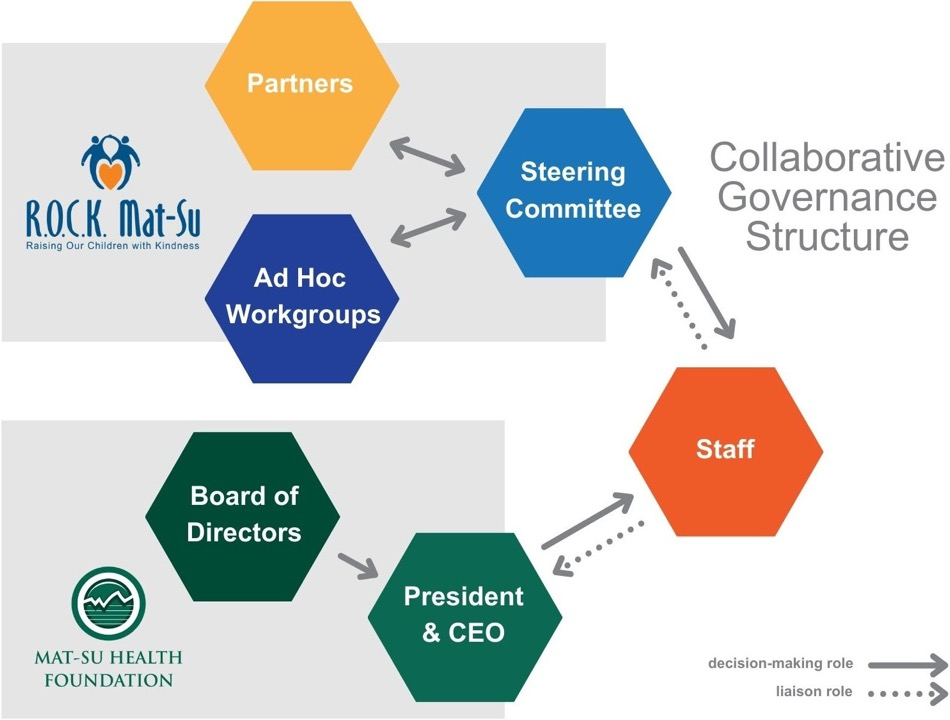 Partners
Steering
Committee
Collaborative
Governance
Structure
R.O.C.K. Mat-Su
Raising Our Children with Kindness
Ad Hoc
Workgroups
Staff
Board of
Directors
President
& CEO
MAT-SU HEALTH
FOUNDATION
decision-making role
liaison role